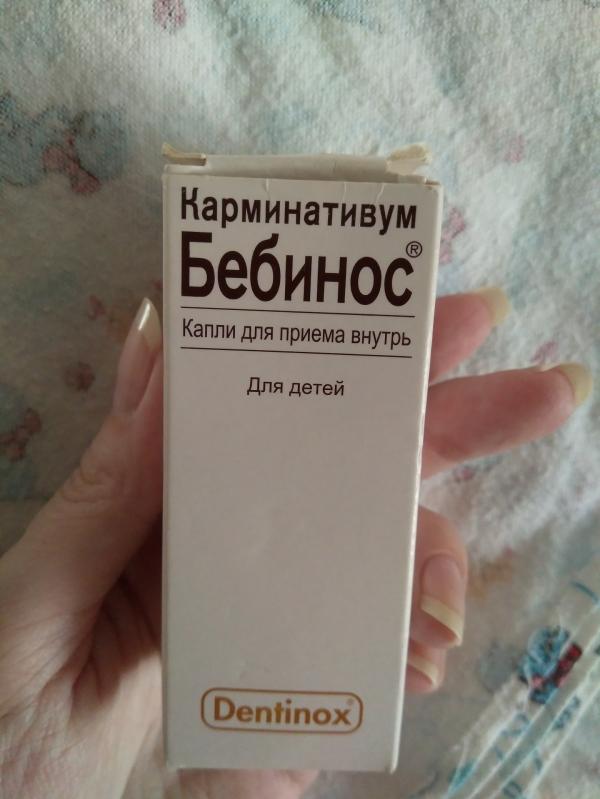 Карминативум
Бебинос®
Капли для приема внутрь
Для детей
Dentinox®